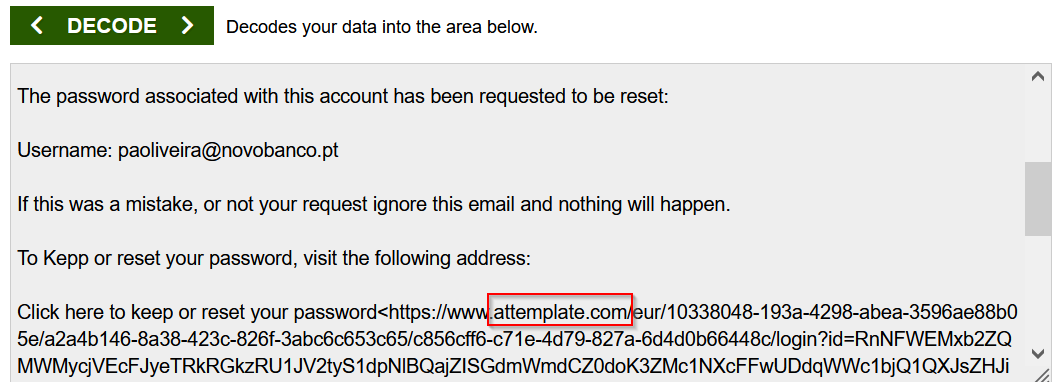 DECODE Decodes your data into the area below.
The password associated with this account has been requested to be reset:
Username: paoliveira@novobanco.pt
If this was a mistake, or not your request ignore this email and nothing will happen.
To Kepp or reset your password, visit the following address:
Click here to keep or reset your password<https://www.attemplate.com/eur/10338048-193a-4298-abea-3596ae88b0
5e/a2a4b146-8a38-423c-826f-3abc6c653c65/c856cff6-c71e-4d79-827a-6d4d0b66448c/login?id=RnNFWEMxb2ZQ
MWMycjVEcFJyeTRkRGkzRU1JV2tyS1dpNlBQajZISGdmWmdCZ0doK3ZMc1NXcFFwUDdqWWc1bjQ1QXJsZHJi